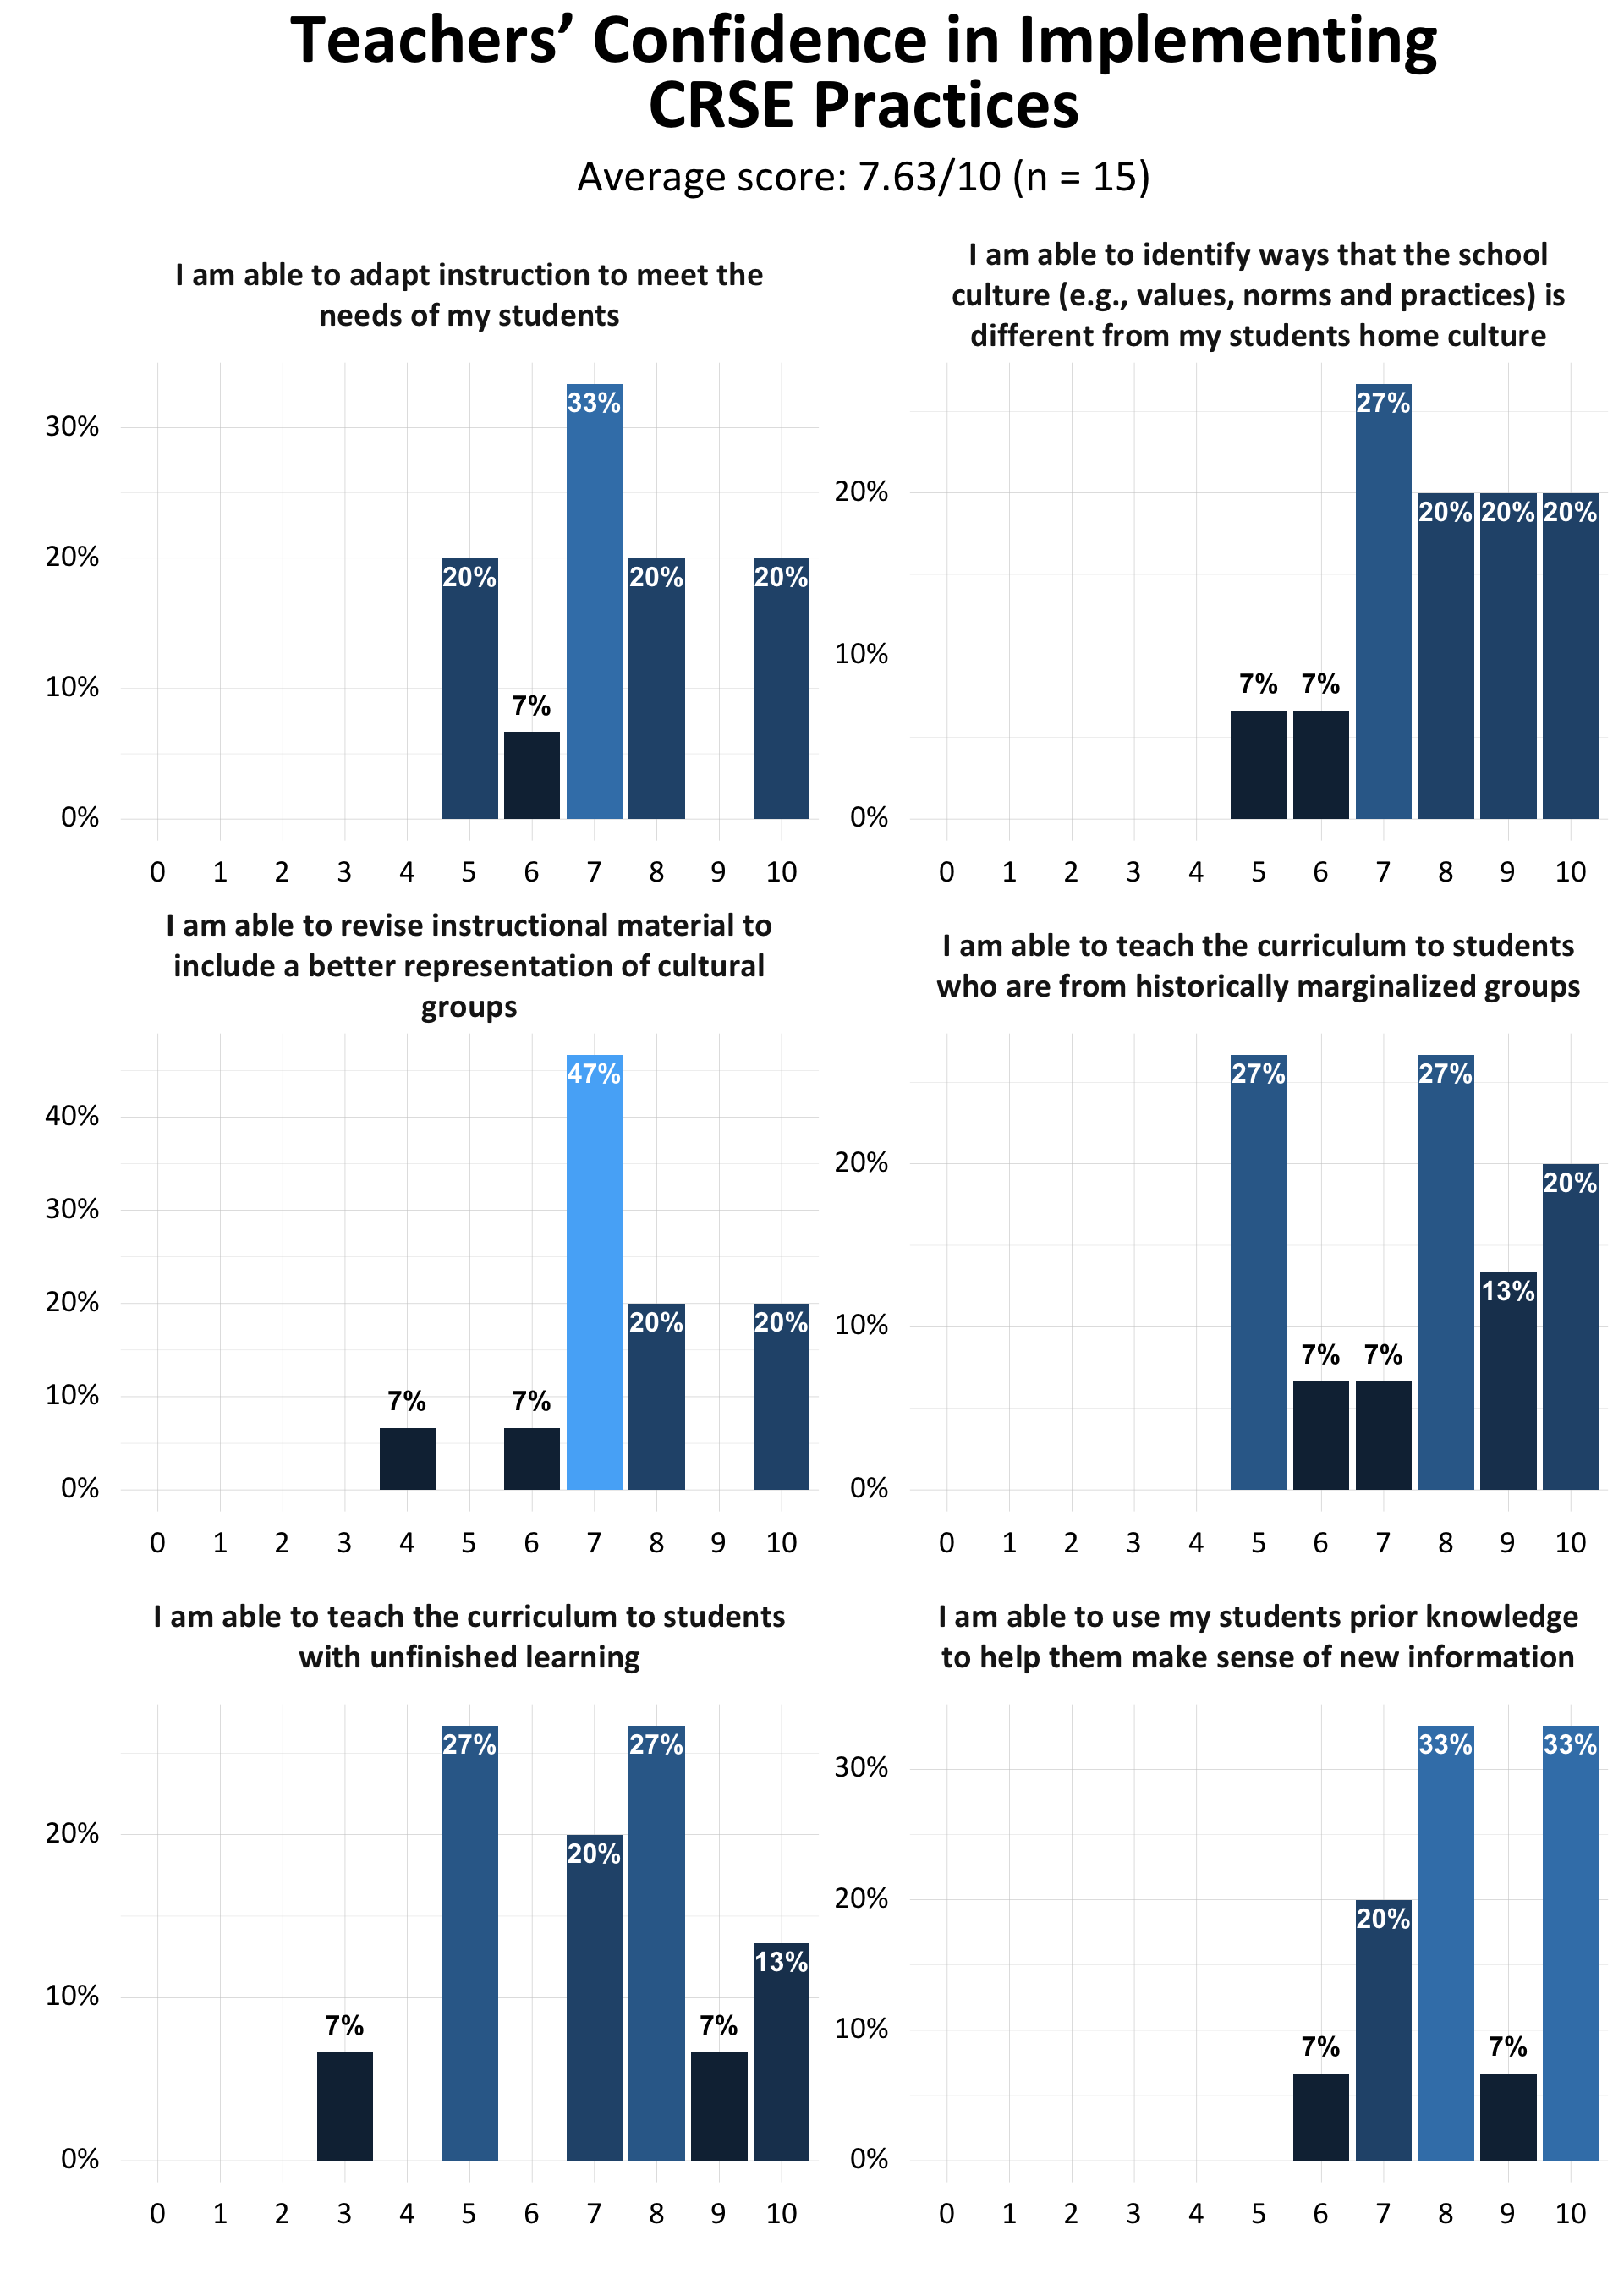 Teachers’ Confidence in Implementing
CRSE Practices
Average score: 7.63/10 (n = 15)
I am able to adapt instruction to meet the
needs of my students
30%
20%
10%
0%
33%
20%
20%
20%
7%
0 1 2 3 4 5 6 7 8 9 10
I am able to identify ways that the school
culture (e.g., values, norms and practices) is
different from my students home culture
20%
10%
0%
27%
20% 20% 20%
7% 7%
0 1 2 3 4 5 6 7 8 9 10
I am able to revise instructional material to
include a better representation of cultural
groups
40%
30%
20%
10%
0%
47%
20% 20%
7% 7%
0 1 2 3 4 5 6 7 8 9 10
I am able to teach the curriculum to students
who are from historically marginalized groups
20%
10%
0%
27% 27%
20%
13%
7% 7%
0 1 2 3 4 5 6 7 8 9 10
I am able to teach the curriculum to students
with unfinished learning
20%
10%
0%
27% 27%
20%
13%
7% 7%
0 1 2 3 4 5 6 7 8 9 10
I am able to use my students prior knowledge
to help them make sense of new information
30%
20%
10%
0%
33% 33%
20%
7% 7%
0 1 2 3 4 5 6 7 8 9 10